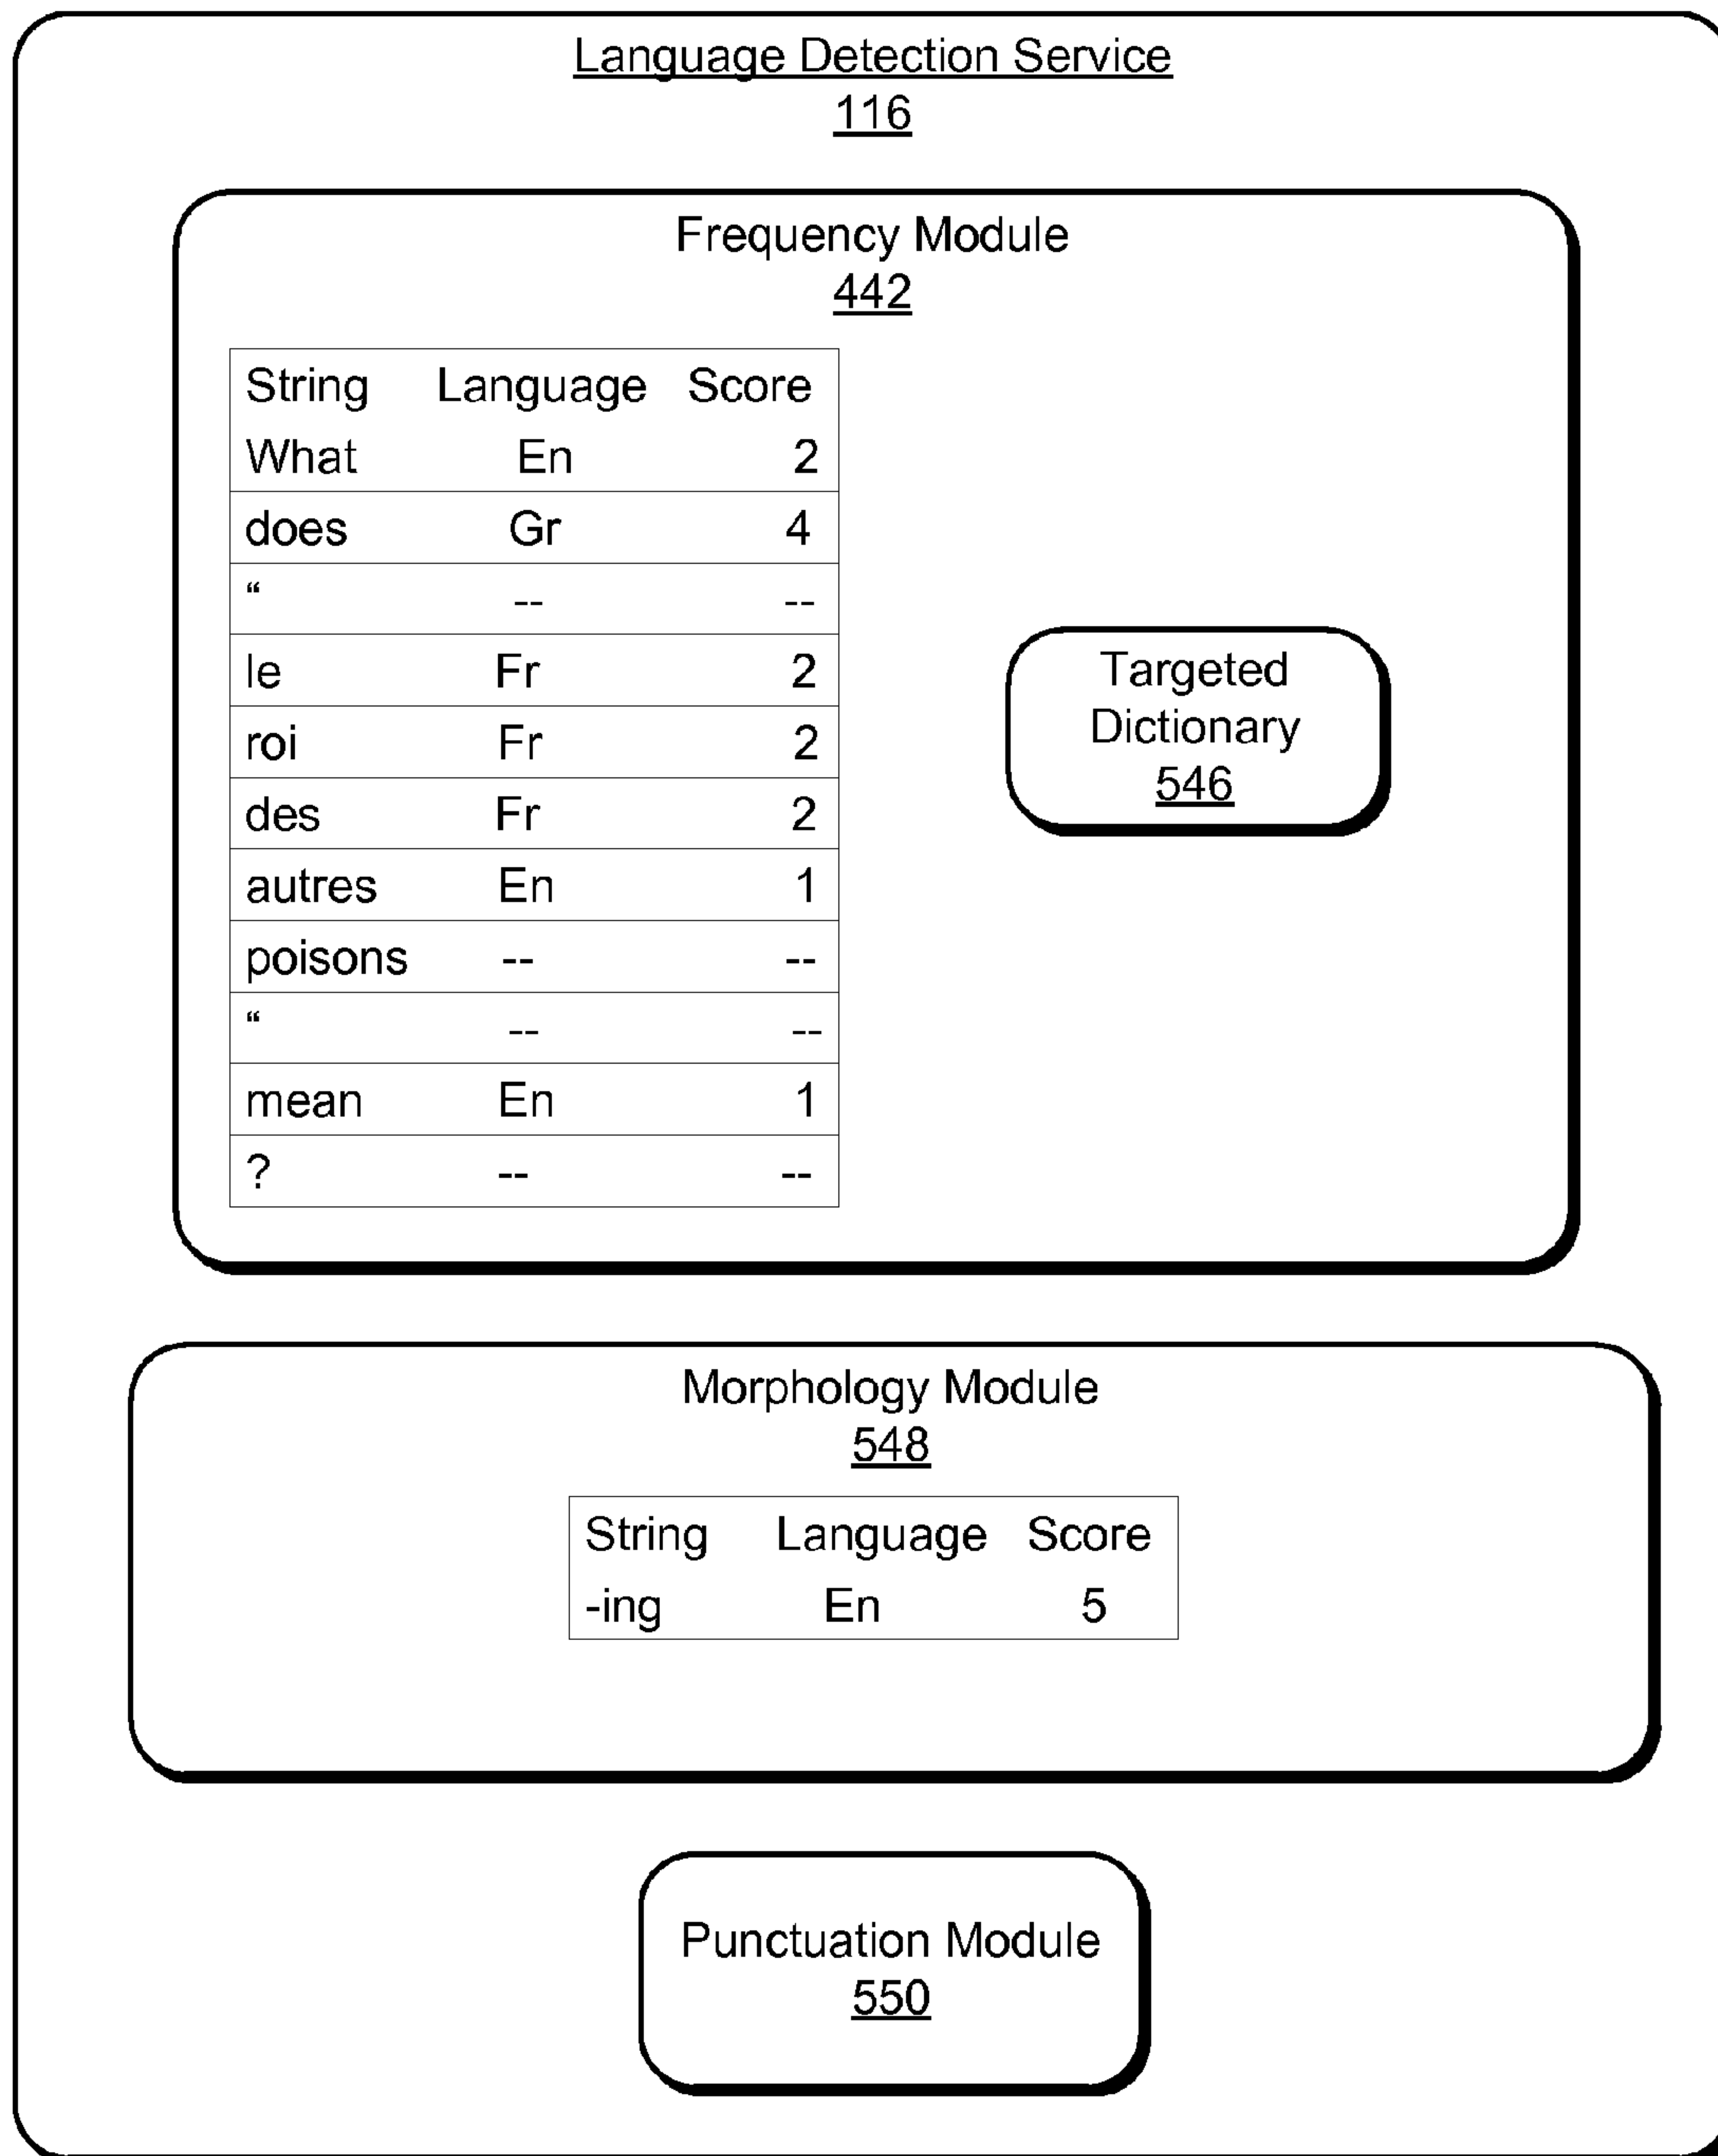 Language Detection Service
116
Frequency Module
442
String Language Score
What En 2
does Gr 4
“ -- --
le Fr 2
roi Fr 2
des Fr 2
autres En 1
poisons -- --
“ -- --
mean En 1
? -- --
Targeted
Dictionary
546
Morphology Module
548
String Language Score
-ing En 5
Punctuation Module
550